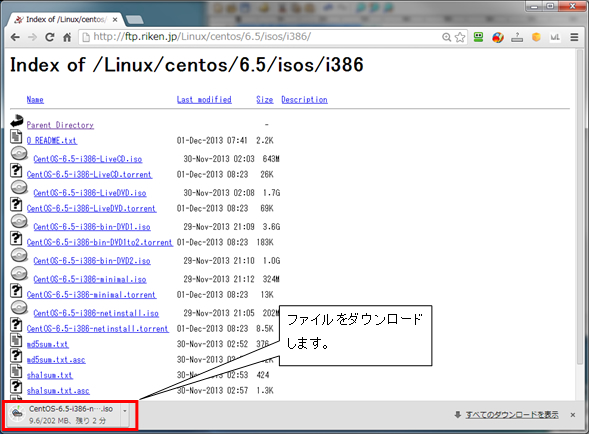 Index of /Linux/centos/6.5
ftp.riken.jp/Linux/centos/6.5/isos/i386/
Index of /Linux/centos/6.5/isos/i386
Name Last modified Size Description
Parent Directory -
0_README.txt 01-Dec-2013 07:41 2.2K
CentOS-6.5-i386-LiveCD.iso 30-Nov-2013 02:03 643M
CentOS-6.5-i386-LiveCD.torrent 01-Dec-2013 08:23 26K
CentOS-6.5-i386-LiveDVD.iso 30-Nov-2013 02:08 1.7G
CentOS-6.5-i386-LiveDVD.torrent 01-Dec-2013 08:23 69K
CentOS-6.5-i386-bin-DVD1.iso 29-Nov-2013 21:09 3.6G
CentOS-6.5-i386-bin-DVD1to2.torrent 01-Dec-2013 08:23 183K
CentOS-6.5-i386-bin-DVD2.iso 29-Nov-2013 21:10 1.0G
CentOS-6.5-i386-minimal.iso 29-Nov-2013 21:12 324M
CentOS-6.5-i386-minimal.torrent 01-Dec-2013 08:23 13K
CentOS-6.5-i386-netinstall.iso 29-Nov-2013 21:05 202M
CentOS-6.5-i386-netinstall.torrent 01-Dec-2013 08:23 8.5K
md5sum.txt 30-Nov-2013 02:52 376
md5sum.txt.asc 01-Dec-2013
sha1sum.txt 30-Nov-2013 02:53 424
sha1sum.txt.asc 01-Dec-2013 02:57 1.3K
ファイルをダウンロード
します。
CentOS-6.5-i386-n….iso
9.6/202 MB、残り 2 分
すべてのダウンロードを表示